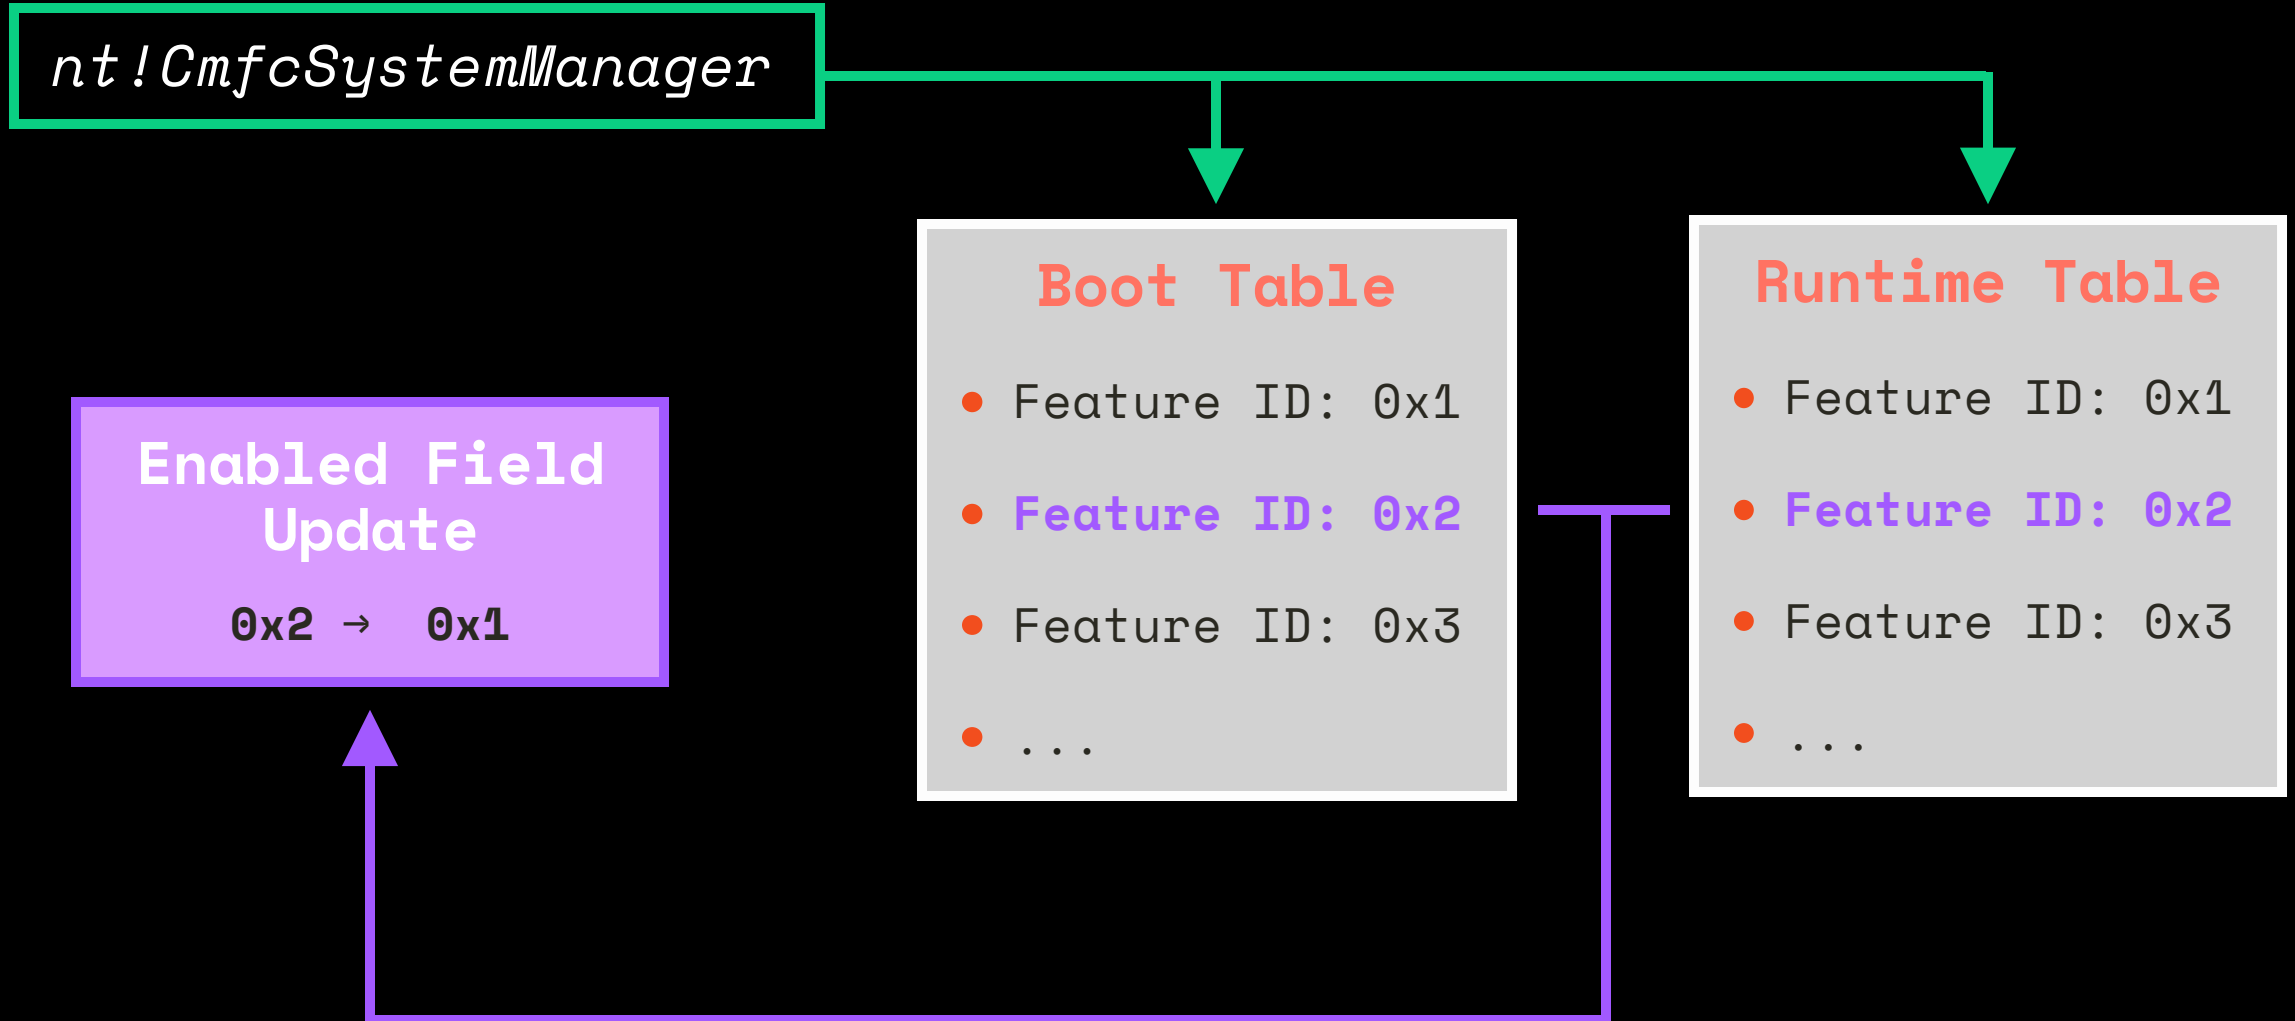 nt!CmfcSystemManager
Enabled Field
Update
0x2 → 0x1
Boot Table
• Feature ID: 0x1
• Feature ID: 0x2
• Feature ID: 0x3
• ...
Runtime Table
• Feature ID: 0x1
• Feature ID: 0x2
• Feature ID: 0x3
• ...